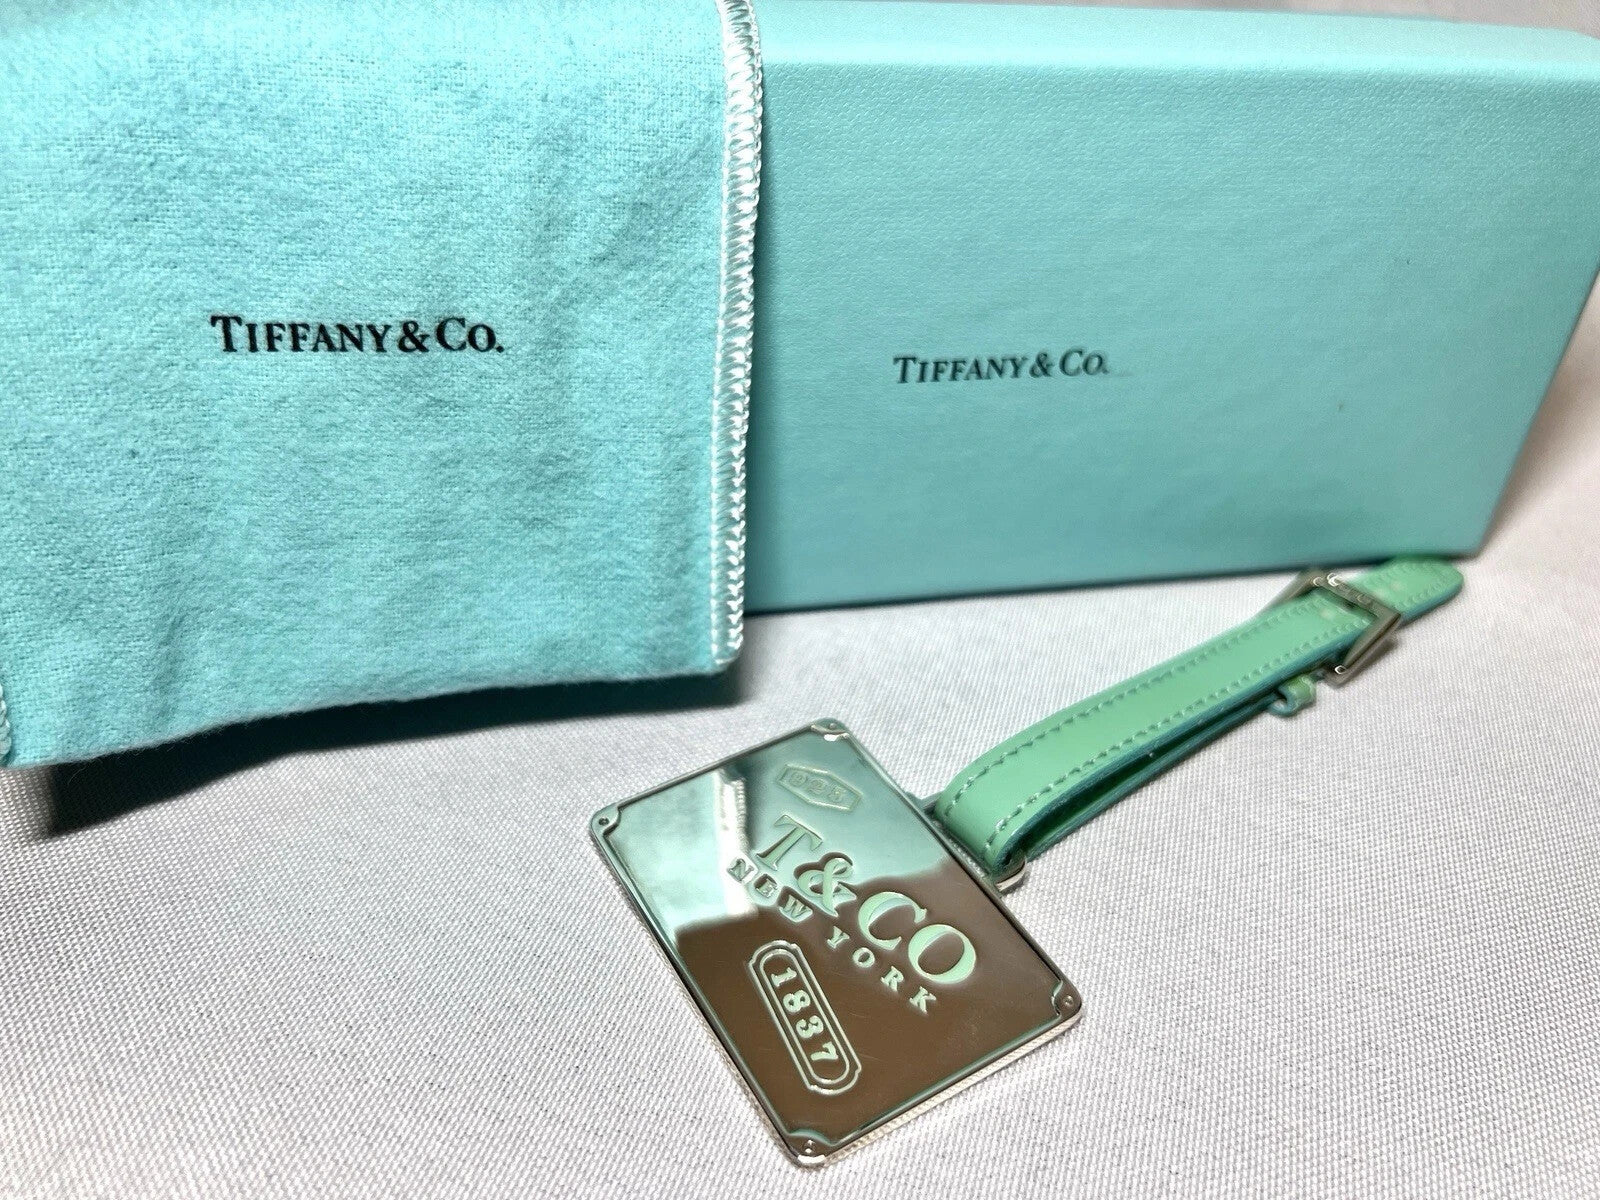 TIFFANY & CO.
TIFFANY & CO.
925
T&CO
NEW YORK
1837